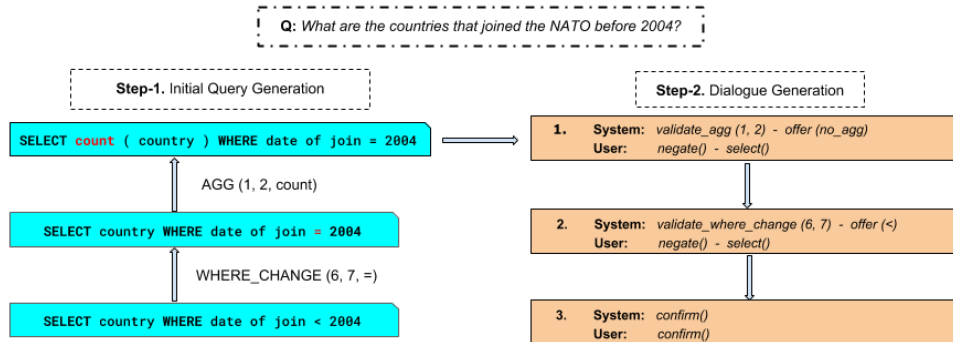 Q: What are the countries that joined the NATO before 2004?
Step-1. Initial Query Generation
SELECT count ( country ) WHERE date of join = 2004
AGG (1, 2, count)
SELECT country WHERE date of join = 2004
WHERE_CHANGE (6, 7, =)
SELECT country WHERE date of join < 2004
Step-2. Dialogue Generation
1. System: validate_agg (1, 2) - offer (no_agg)
User: negate() - select()
2. System: validate_where_change (6, 7) - offer (<)
User: negate() - select()
3. System: confirm()
User: confirm()